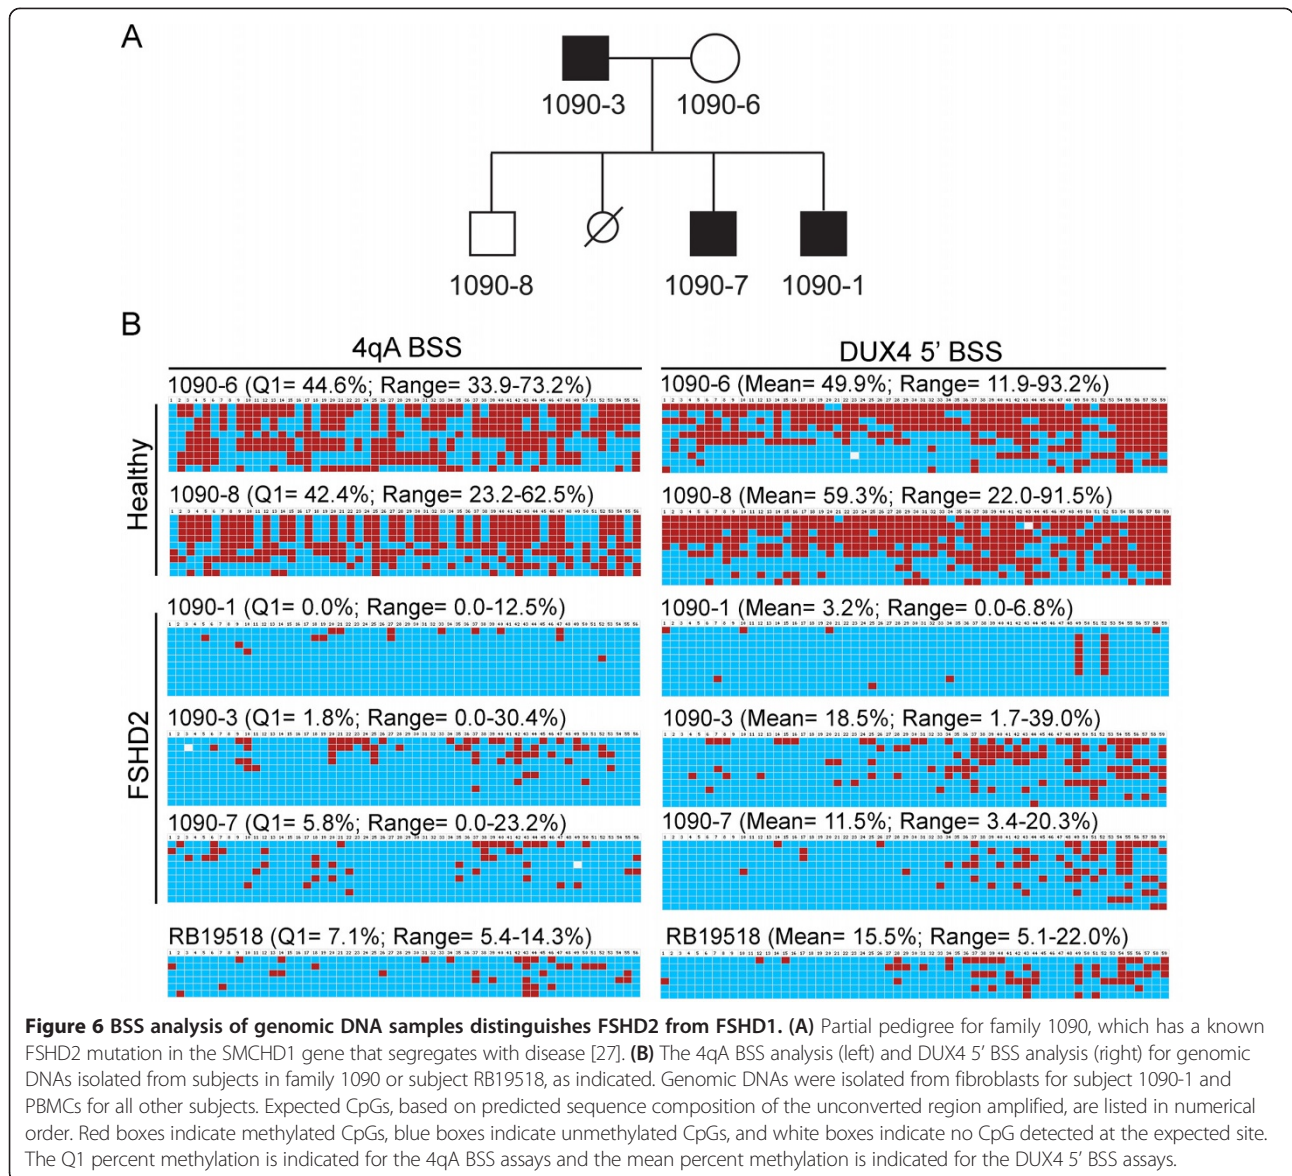 A
1090-3
1090-6
1090-8
1090-7
1090-1
B
4qA BSS
DUX4 5’ BSS
Healthy
1090-6 (Q1= 44.6%; Range= 33.9-73.2%)
1090-6 (Mean= 49.9%; Range= 11.9-93.2%)
1090-8 (Q1= 42.4%; Range= 23.2-62.5%)
1090-8 (Mean= 59.3%; Range= 22.0-91.5%)
FSHD2
1090-1 (Q1= 0.0%; Range= 0.0-12.5%)
1090-1 (Mean= 3.2%; Range= 0.0-6.8%)
1090-3 (Q1= 1.8%; Range= 0.0-30.4%)
1090-3 (Mean= 18.5%; Range= 1.7-39.0%)
1090-7 (Q1= 5.8%; Range= 0.0-23.2%)
1090-7 (Mean= 11.5%; Range= 3.4-20.3%)
RB19518 (Q1= 7.1%; Range= 5.4-14.3%)
RB19518 (Mean= 15.5%; Range= 5.1-22.0%)
Figure 6 BSS analysis of genomic DNA samples distinguishes FSHD2 from FSHD1. (A) Partial pedigree for family 1090, which has a known
FSHD2 mutation in the SMCHD1 gene that segregates with disease [27]. (B) The 4qA BSS analysis (left) and DUX4 5’ BSS analysis (right) for genomic
DNAs isolated from subjects in family 1090 or subject RB19518, as indicated. Genomic DNAs were isolated from fibroblasts for subject 1090-1 and
PBMCs for all other subjects. Expected CpGs, based on predicted sequence composition of the unconverted region amplified, are listed in numerical
order. Red boxes indicate methylated CpGs, blue boxes indicate unmethylated CpGs, and white boxes indicate no CpG detected at the expected site.
The Q1 percent methylation is indicated for the 4qA BSS assays and the mean percent methylation is indicated for the DUX4 5’ BSS assays.